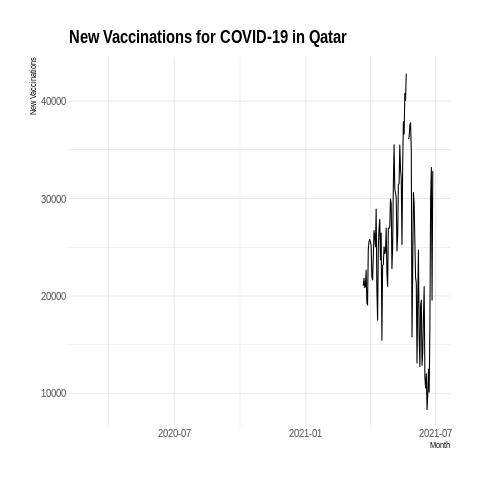 New Vaccinations for COVID-19 in Qatar
New Vaccinations
40000
30000
20000
10000
2020-07
2021-01
2021-07
Month